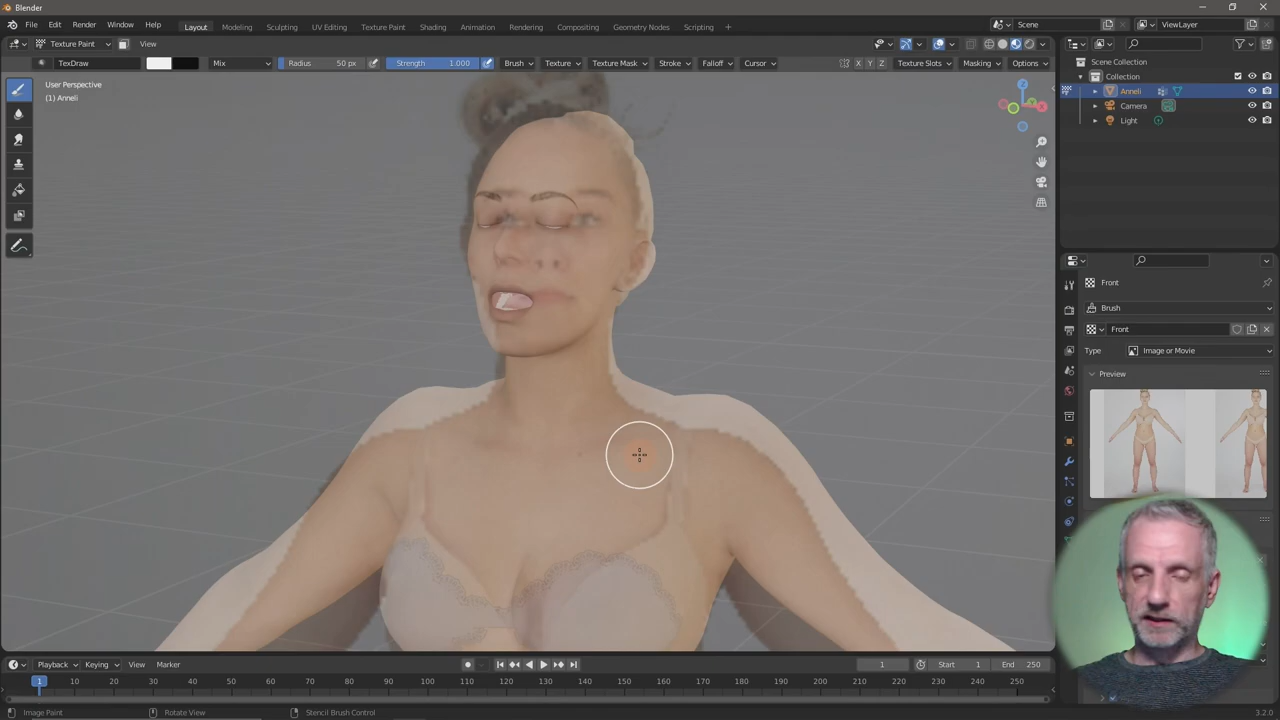 Blender
File Edit Render Window Help Layout Modeling Sculpting UV Editing Texture Paint Shading Animation Rendering Compositing Geometry Nodes Scripting + Scene ViewLayer
Texture Paint View
TexDraw Mix Radius 50 px Strength 1.000 Brush Texture Texture Mask Stroke Falloff Cursor X Y Z Texture Slots Masking Options
Scene Collection
Collection
Anneli
Camera
Light
User Perspective
(1) Anneli
Z
X
Front
Brush
Front
Type Image or Movie
Preview
Playback Keying View Marker 1 Start 1 End 250
1 10 20 30 40 50 60 70 80 90 100 110 120 130 140 150 160 170 180 190 200 210 220 230 240 250
Image Paint Rotate View Stencil Brush Control 3.2.0